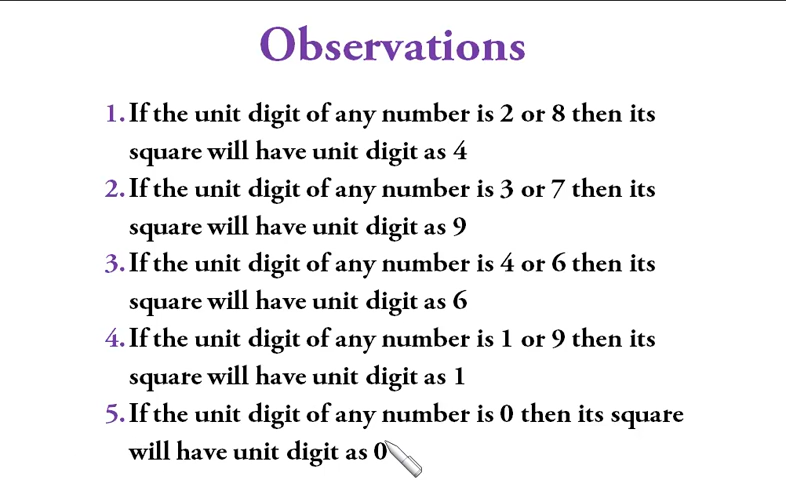 Observations
1. If the unit digit of any number is 2 or 8 then its
square will have unit digit as 4
2. If the unit digit of any number is 3 or 7 then its
square will have unit digit as 9
3. If the unit digit of any number is 4 or 6 then its
square will have unit digit as 6
4. If the unit digit of any number is 1 or 9 then its
square will have unit digit as 1
5. If the unit digit of any number is 0 then its square
will have unit digit as 0